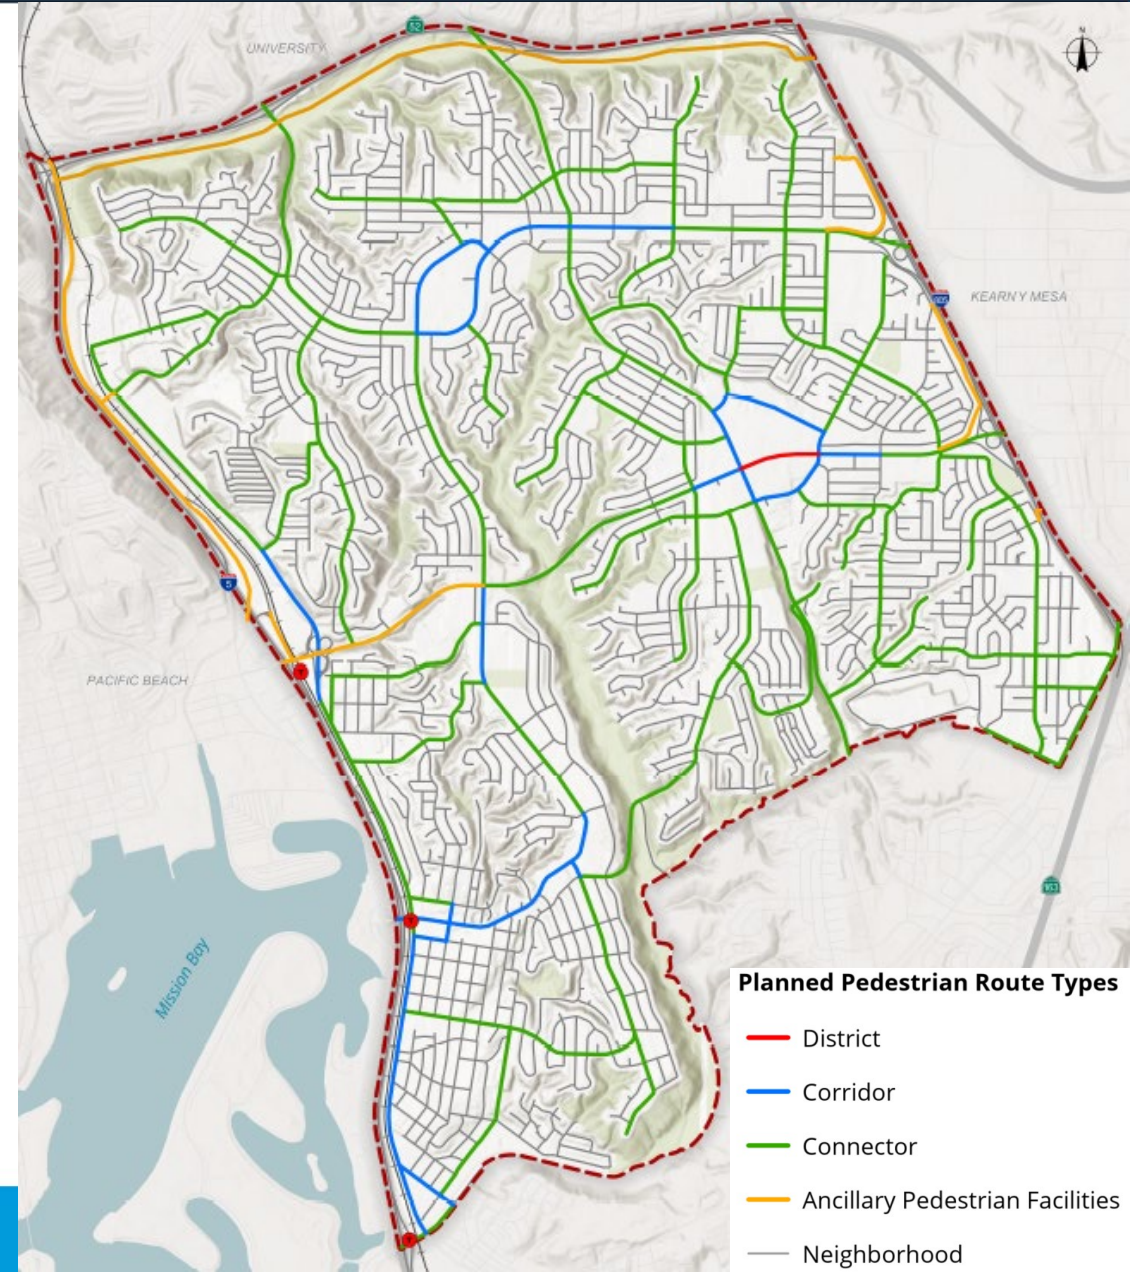 52
N
UNIVERSITY
805
KEARNY MESA
5
PACIFIC BEACH
T
163
T
Mission Bay
T
Planned Pedestrian Route Types
District
Corridor
Connector
Ancillary Pedestrian Facilities
Neighborhood